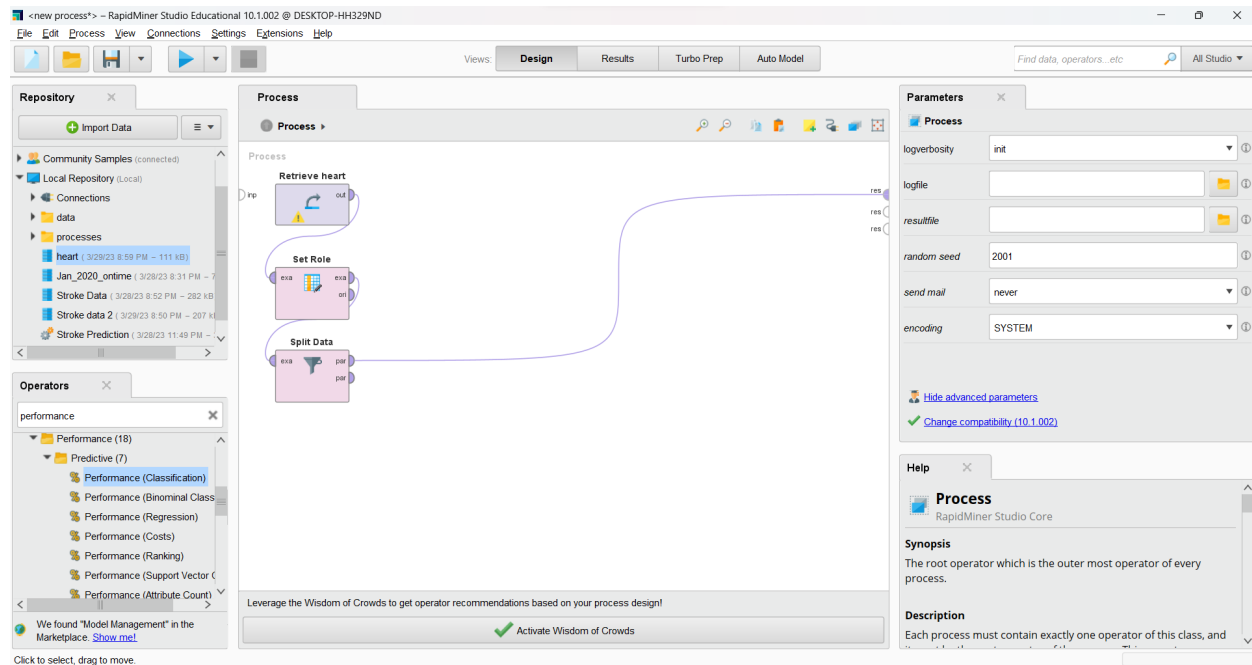 <new process*> – RapidMiner Studio Educational 10.1.002 @ DESKTOP-HH329ND
File Edit Process View Connections Settings Extensions Help
Views: Design Results Turbo Prep Auto Model
Find data, operators...etc
All Studio
Repository
Import Data
Community Samples (connected)
Local Repository (Local)
Connections
data
processes
heart ( 3/29/23 8:59 PM – 111 kB)
Jan_2020_ontime ( 3/28/23 8:31 PM – 7
Stroke Data ( 3/28/23 8:52 PM – 282 kB
Stroke data 2 ( 3/29/23 8:50 PM – 207 k
Stroke Prediction ( 3/28/23 11:49 PM –
Operators
performance
Performance (18)
Predictive (7)
Performance (Classification)
Performance (Binominal Class
Performance (Regression)
Performance (Costs)
Performance (Ranking)
Performance (Support Vector
Performance (Attribute Count)
We found "Model Management" in the
Marketplace. Show me!
Click to select, drag to move.
Process
Process
Process
inp
Retrieve heart
out
Set Role
exa exa
ori
Split Data
exa par
par
res
res
res
Leverage the Wisdom of Crowds to get operator recommendations based on your process design!
Activate Wisdom of Crowds
Parameters
Process
logverbosity init
logfile
resultfile
random seed 2001
send mail never
encoding SYSTEM
Hide advanced parameters
Change compatibility (10.1.002)
Help
Process
RapidMiner Studio Core
Synopsis
The root operator which is the outer most operator of every
process.
Description
Each process must contain exactly one operator of this class, and